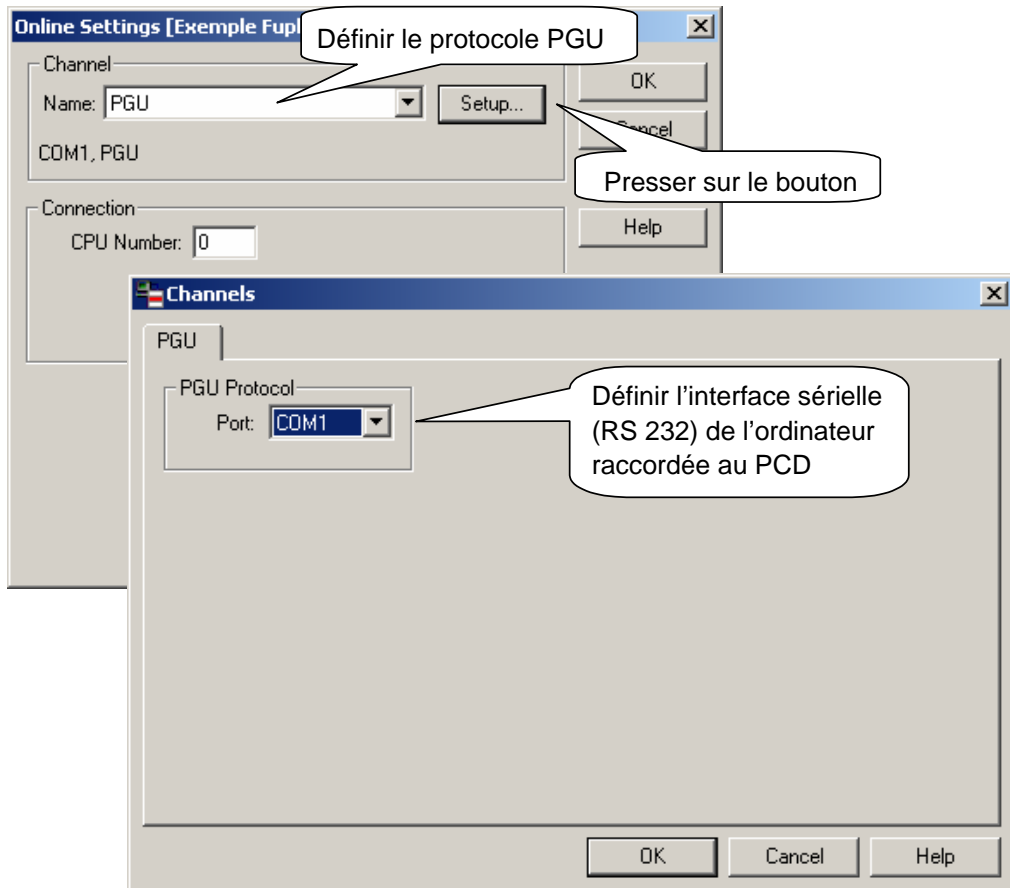 Online Settings [Exemple Fupl
Définir le protocole PGU
Channel
Name: PGU
Setup...
OK
Cancel
COM1, PGU
Presser sur le bouton
Connection
CPU Number: 0
Help
Channels
PGU
PGU Protocol
Port: COM1
Définir l’interface sérielle
(RS 232) de l’ordinateur
raccordée au PCD
OK
Cancel
Help